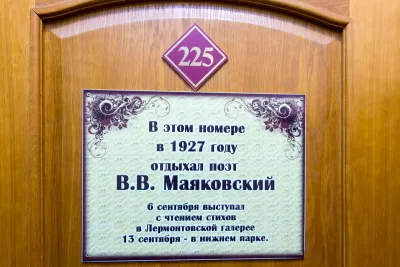 225
В этом номере
в 1927 году
отдыхал поэт
В.В. Маяковский
6 сентября выступал
с чтением стихов
в Лермонтовской галерее
13 сентября - в нижнем парке.